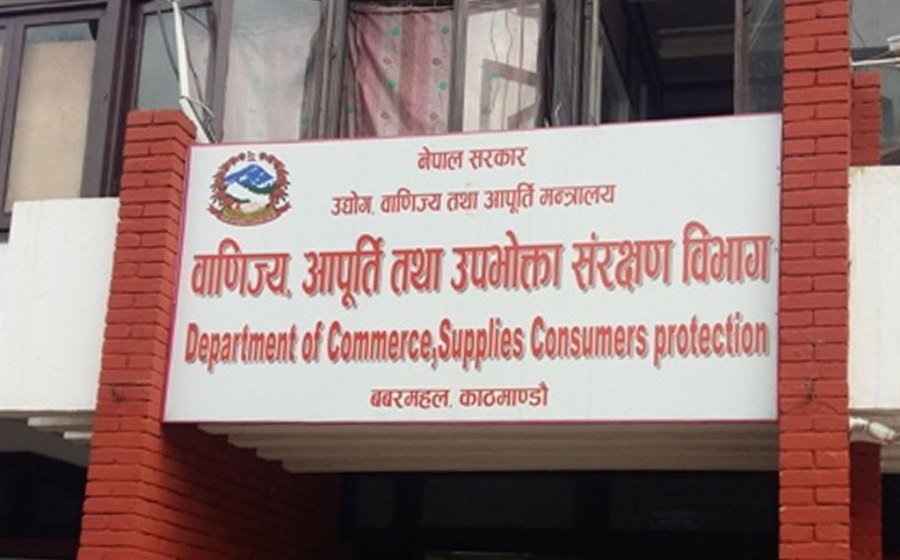 नेपाल सरकार
उद्योग, वाणिज्य तथा आपूर्ति मन्त्रालय
वाणिज्य, आपूर्ति तथा उपभोक्ता संरक्षण विभाग
Department of Commerce,Supplies Consumers protection
बबरमहल, काठमाण्डौ